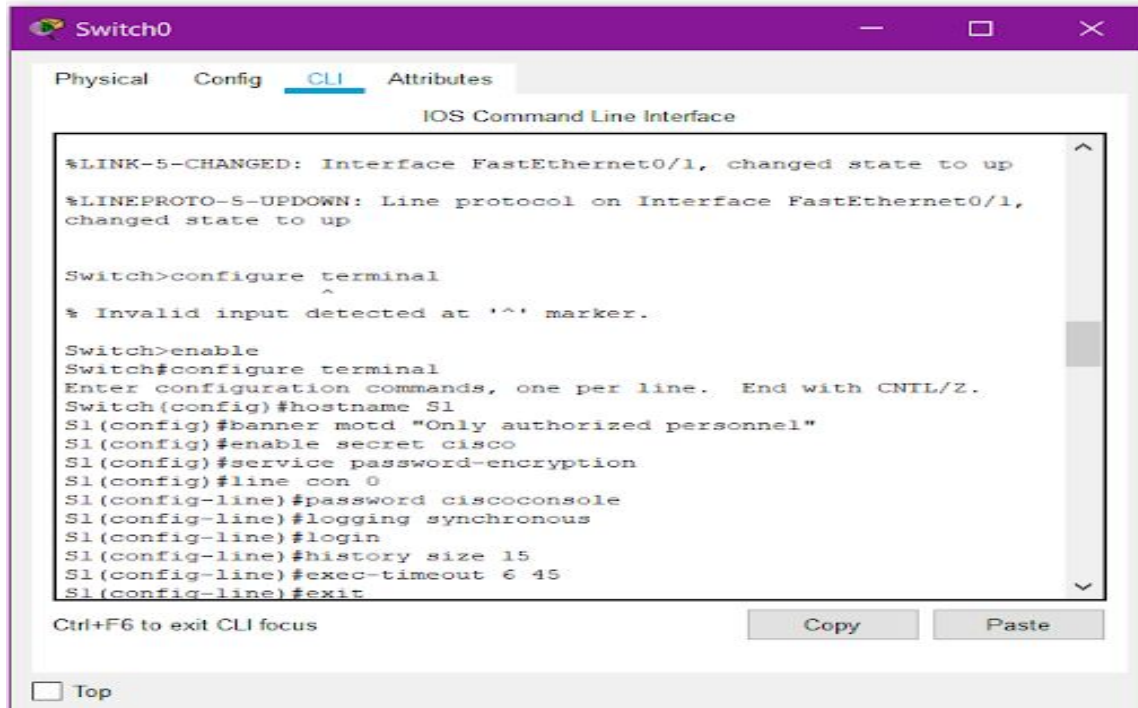 Switch0
Physical Config CLI Attributes
IOS Command Line Interface
%LINK-5-CHANGED: Interface FastEthernet0/1, changed state to up
%LINEPROTO-5-UPDOWN: Line protocol on Interface FastEthernet0/1,
changed state to up
Switch>configure terminal
^
% Invalid input detected at '^' marker.
Switch>enable
Switch#configure terminal
Enter configuration commands, one per line. End with CNTL/Z.
Switch(config)#hostname S1
S1(config)#banner motd "Only authorized personnel"
S1(config)#enable secret cisco
S1(config)#service password-encryption
S1(config)#line con 0
S1(config-line)#password ciscoconsole
S1(config-line)#logging synchronous
S1(config-line)#login
S1(config-line)#history size 15
S1(config-line)#exec-timeout 6 45
S1(config-line)#exit
Ctrl+F6 to exit CLI focus
Copy Paste
Top